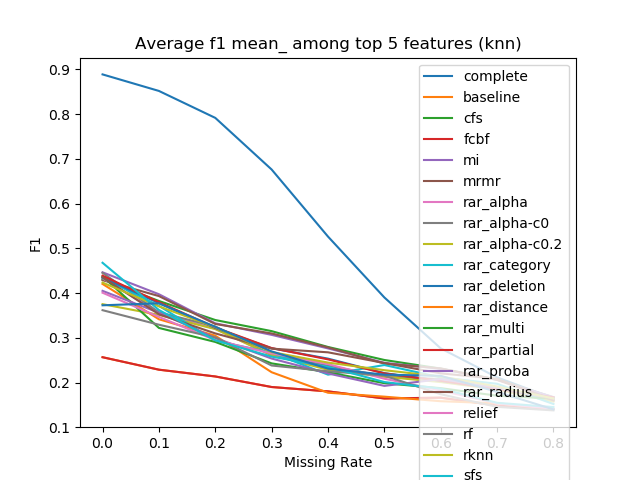 Average f1 mean_ among top 5 features (knn)
F1
0.9
0.8
0.7
0.6
0.5
0.4
0.3
0.2
0.1
0.0 0.1 0.2 0.3 0.4 0.5 0.6 0.7 0.8
Missing Rate
complete
baseline
cfs
fcbf
mi
mrmr
rar_alpha
rar_alpha-c0
rar_alpha-c0.2
rar_category
rar_deletion
rar_distance
rar_multi
rar_partial
rar_proba
rar_radius
relief
rf
rknn
sfs